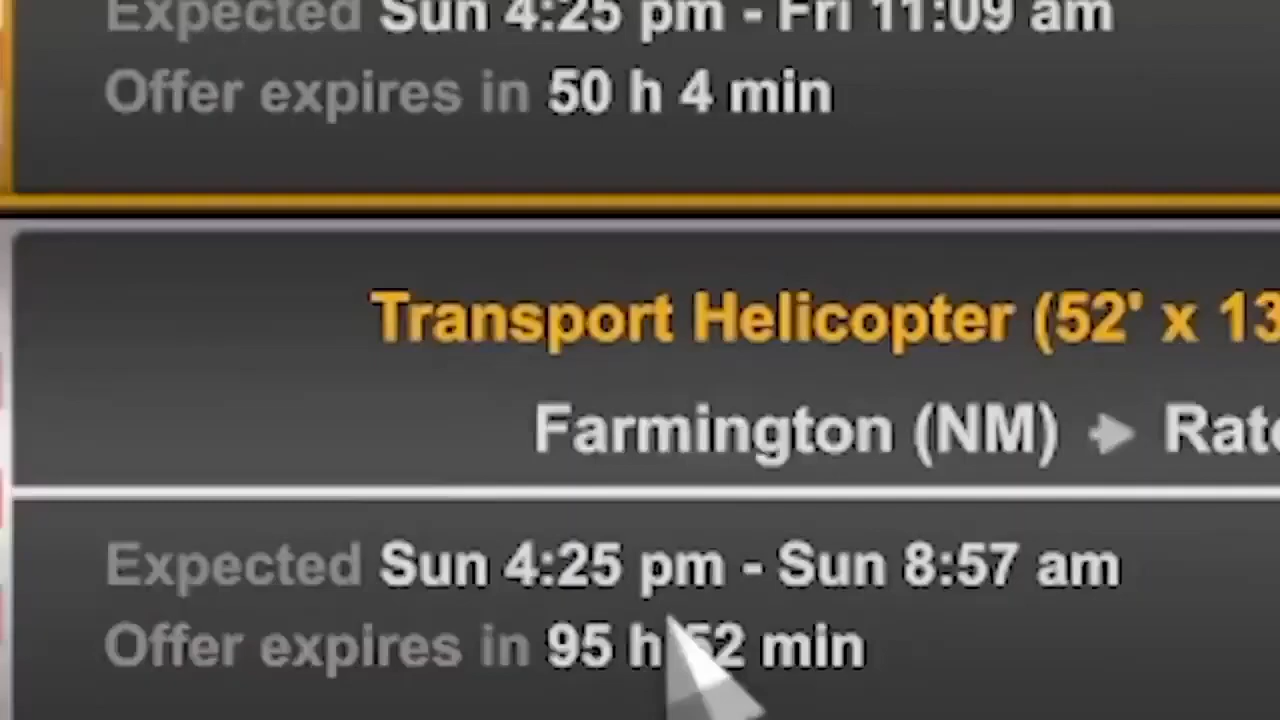 Expected Sun 4:25 pm - Fri 11:09 am
Offer expires in 50 h 4 min
Transport Helicopter (52' x 13
Farmington (NM) Rat
Expected Sun 4:25 pm - Sun 8:57 am
Offer expires in 95 h 52 min